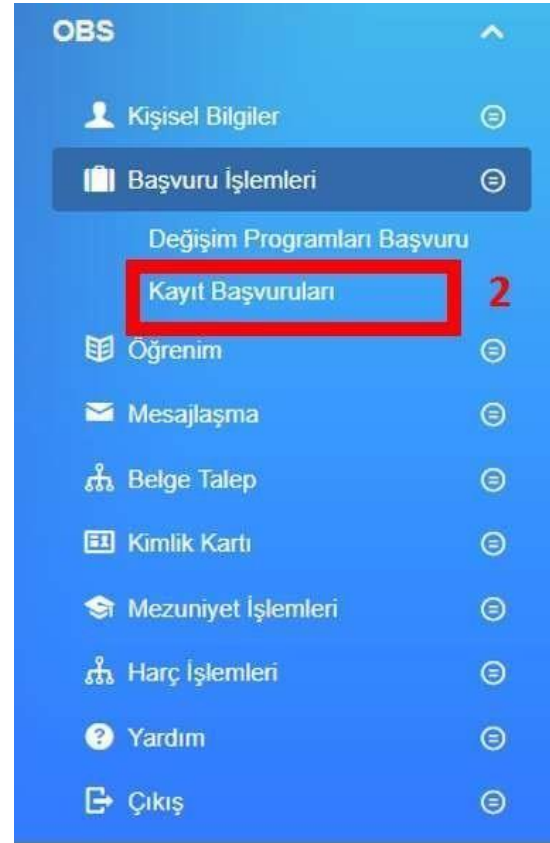 OBS
Kişisel Bilgiler
Başvuru İşlemleri
Değişim Programları Başvuru
Kayıt Başvuruları 2
Öğrenim
Mesajlaşma
Belge Talep
Kimlik Kartı
Mezuniyet İşlemleri
Harç İşlemleri
Yardım
Çıkış